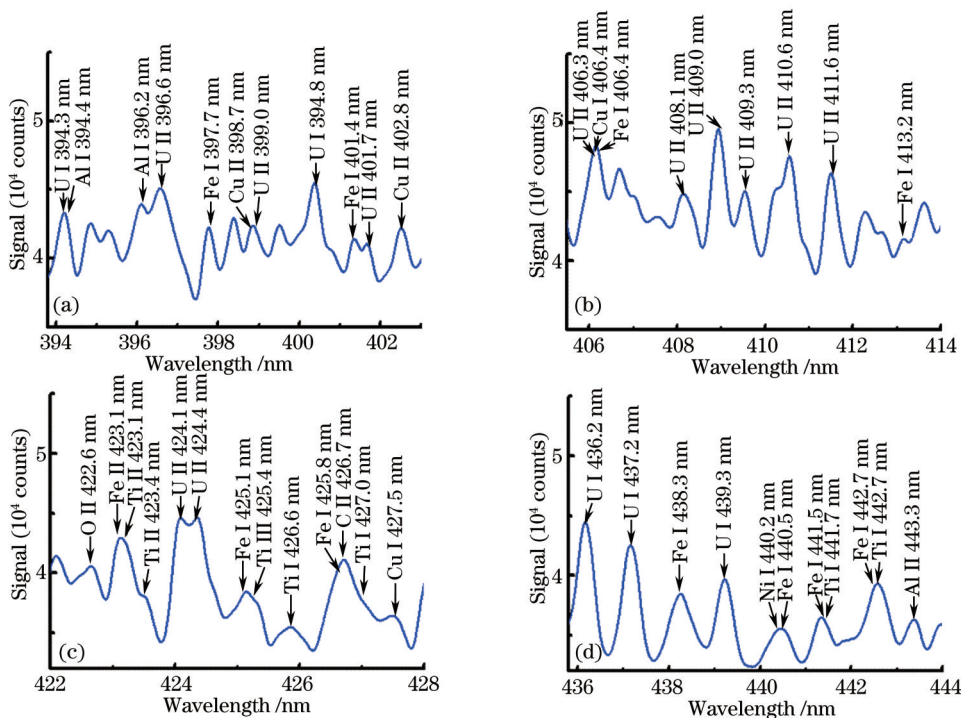 (a)
Signal (10⁴ counts)
5
4
U I 394.3 nm
Al I 394.4 nm
Al I 396.2 nm
U II 396.6 nm
Fe I 397.7 nm
Cu II 398.7 nm
U II 399.0 nm
U I 394.8 nm
Fe I 401.4 nm
U II 401.7 nm
Cu II 402.8 nm
394 396 398 400 402
Wavelength /nm
(b)
Signal (10⁴ counts)
5
4
U II 406.3 nm
Cu I 406.4 nm
Fe I 406.4 nm
U II 408.1 nm
U II 409.0 nm
U II 409.3 nm
U II 410.6 nm
U II 411.6 nm
Fe I 413.2 nm
406 408 410 412 414
Wavelength /nm
(c)
Signal (10⁴ counts)
5
4
O II 422.6 nm
Fe II 423.1 nm
Ti II 423.1 nm
Ti II 423.4 nm
U II 424.1 nm
U II 424.4 nm
Fe I 425.1 nm
Ti III 425.4 nm
Ti I 426.6 nm
Fe I 425.8 nm
C II 426.7 nm
Ti I 427.0 nm
Cu I 427.5 nm
422 424 426 428
Wavelength /nm
(d)
Signal (10⁴ counts)
5
4
U I 436.2 nm
U I 437.2 nm
Fe I 438.3 nm
U I 439.3 nm
Ni I 440.2 nm
Fe I 440.5 nm
Fe I 441.5 nm
Ti I 441.7 nm
Fe I 442.7 nm
Ti I 442.7 nm
Al II 443.3 nm
436 438 440 442 444
Wavelength /nm